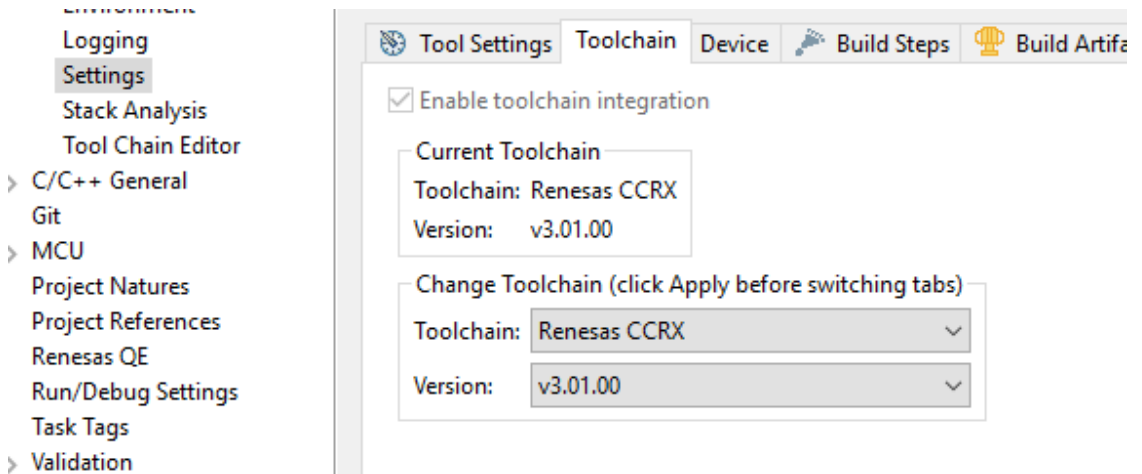 Logging
Settings
Stack Analysis
Tool Chain Editor
C/C++ General
Git
MCU
Project Natures
Project References
Renesas QE
Run/Debug Settings
Task Tags
Validation
Tool Settings Toolchain Device Build Steps Build Artifa
Enable toolchain integration
Current Toolchain
Toolchain: Renesas CCRX
Version: v3.01.00
Change Toolchain (click Apply before switching tabs)
Toolchain: Renesas CCRX
Version: v3.01.00